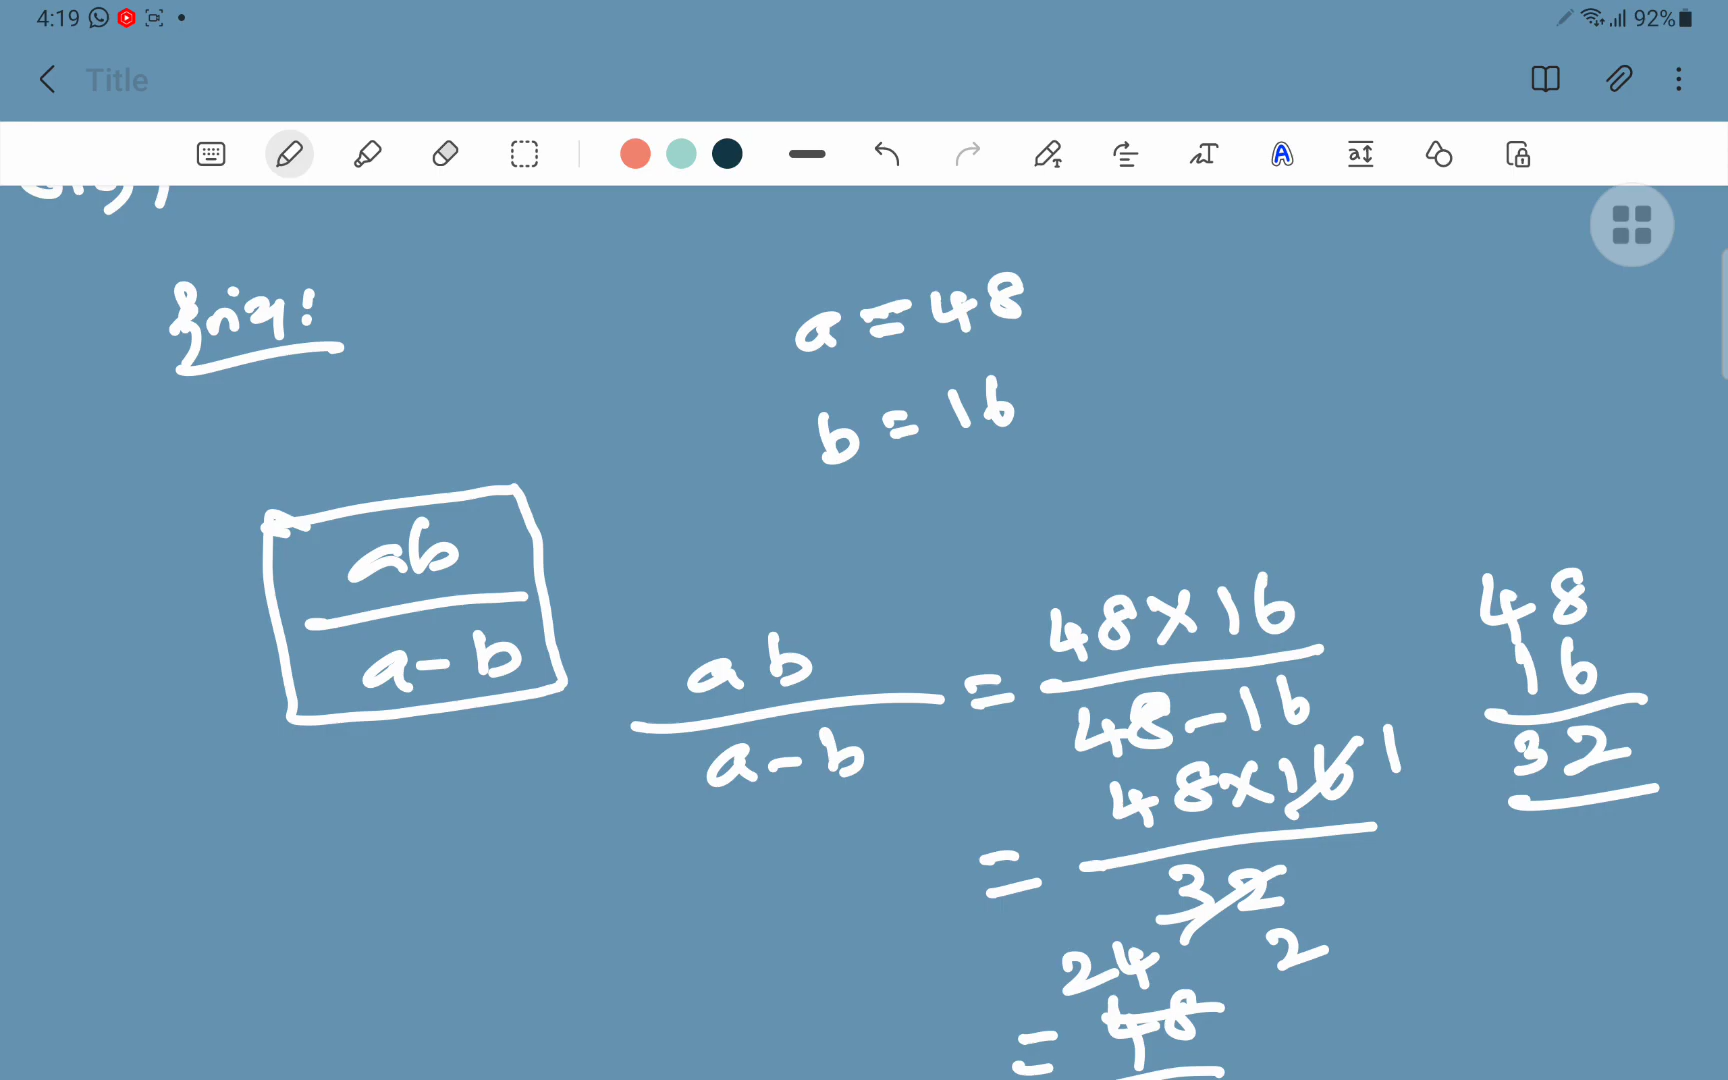 4:19 92%
Title
a = 48
b = 16
ab
a - b
ab / a - b = 48 × 16 / 48 - 16
= 48 × 16 1 / 32 2
= 24 48
48
16
32